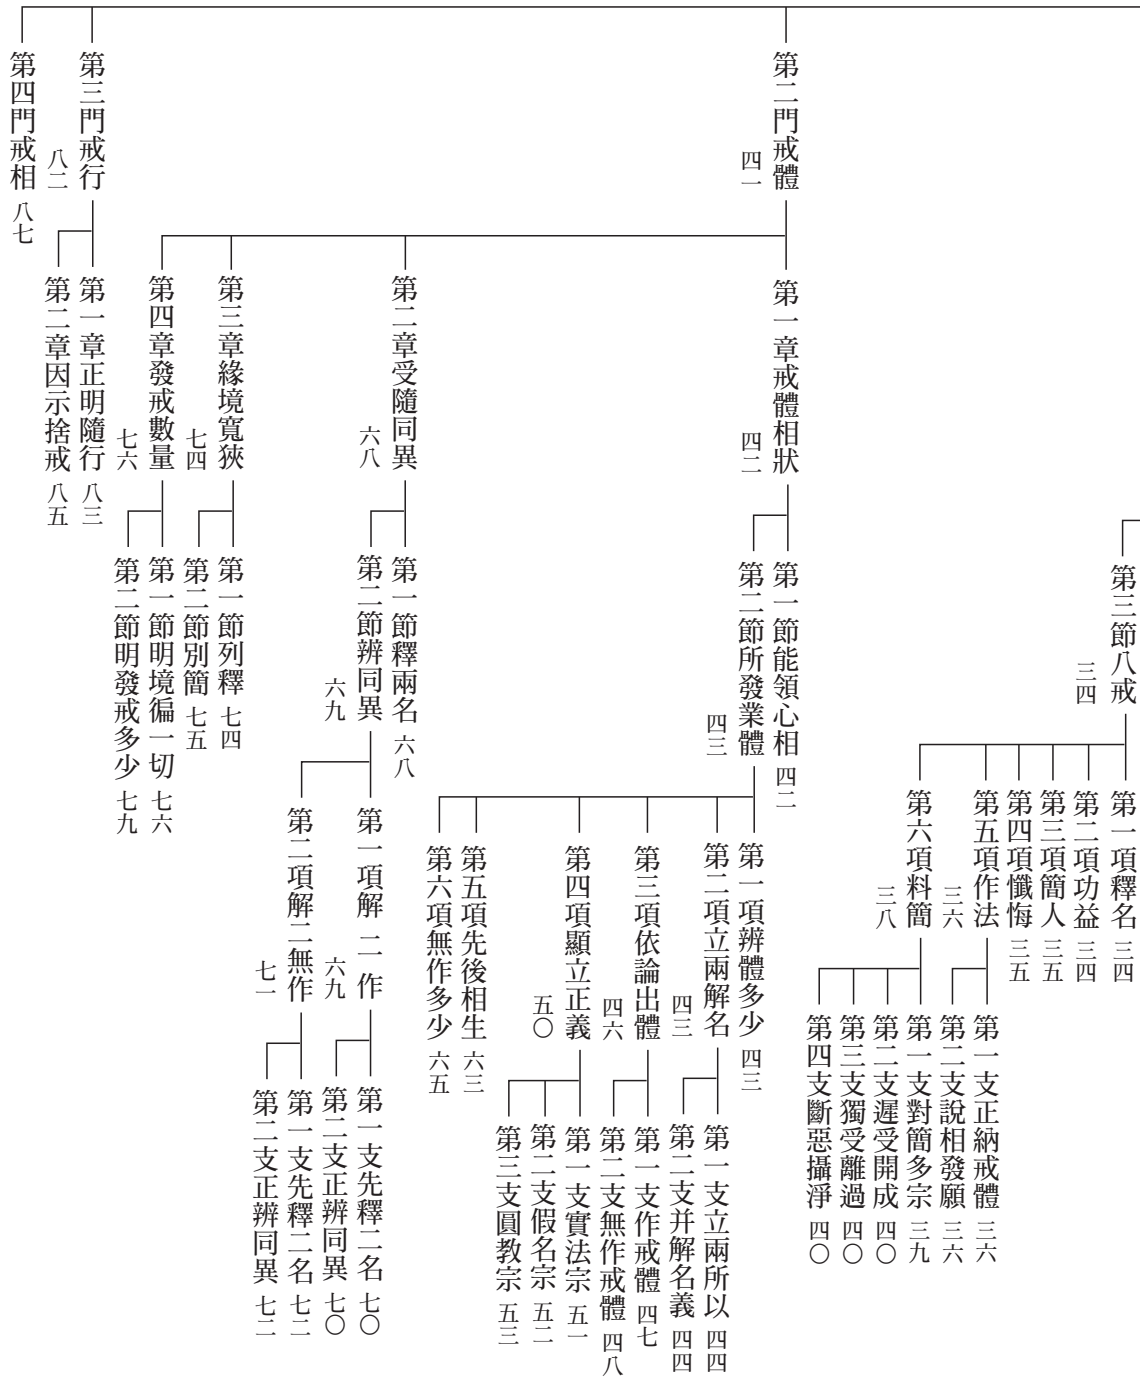 第三節八戒 三四
第一項釋名 三四
第二項功益 三四
第三項簡人 三五
第四項懺悔 三五
第五項作法 三六
第一支正納戒體 三六
第二支說相發願 三六
第六項料簡 三八
第一支對簡多宗 三九
第二支遲受開成 四〇
第三支獨受離過 四〇
第四支斷惡攝淨 四〇
第二門戒體 四一
第一章戒體相狀 四二
第一節能領心相 四二
第二節所發業體 四三
第一項辨體多少 四三
第二項立兩解名 四三
第一支立兩所以 四四
第二支并解名義 四四
第三項依論出體 四六
第一支作戒體 四七
第二支無作戒體 四八
第四項顯立正義 五〇
第一支實法宗 五一
第二支假名宗 五二
第三支圓教宗 五三
第五項先後相生 六三
第六項無作多少 六五
第二章受隨同異 六八
第一節釋兩名 六八
第二節辨同異 六九
第一項解二作 六九
第一支先釋二名 七〇
第二支正辨同異 七〇
第二項解二無作 七一
第一支先釋二名 七二
第二支正辨同異 七二
第三章緣境寬狹 七四
第一節列釋 七四
第二節別簡 七五
第四章發戒數量 七六
第一節明境徧一切 七六
第二節明發戒多少 七九
第三門戒行 八二
第一章正明隨行 八三
第二章因示捨戒 八五
第四門戒相 八七